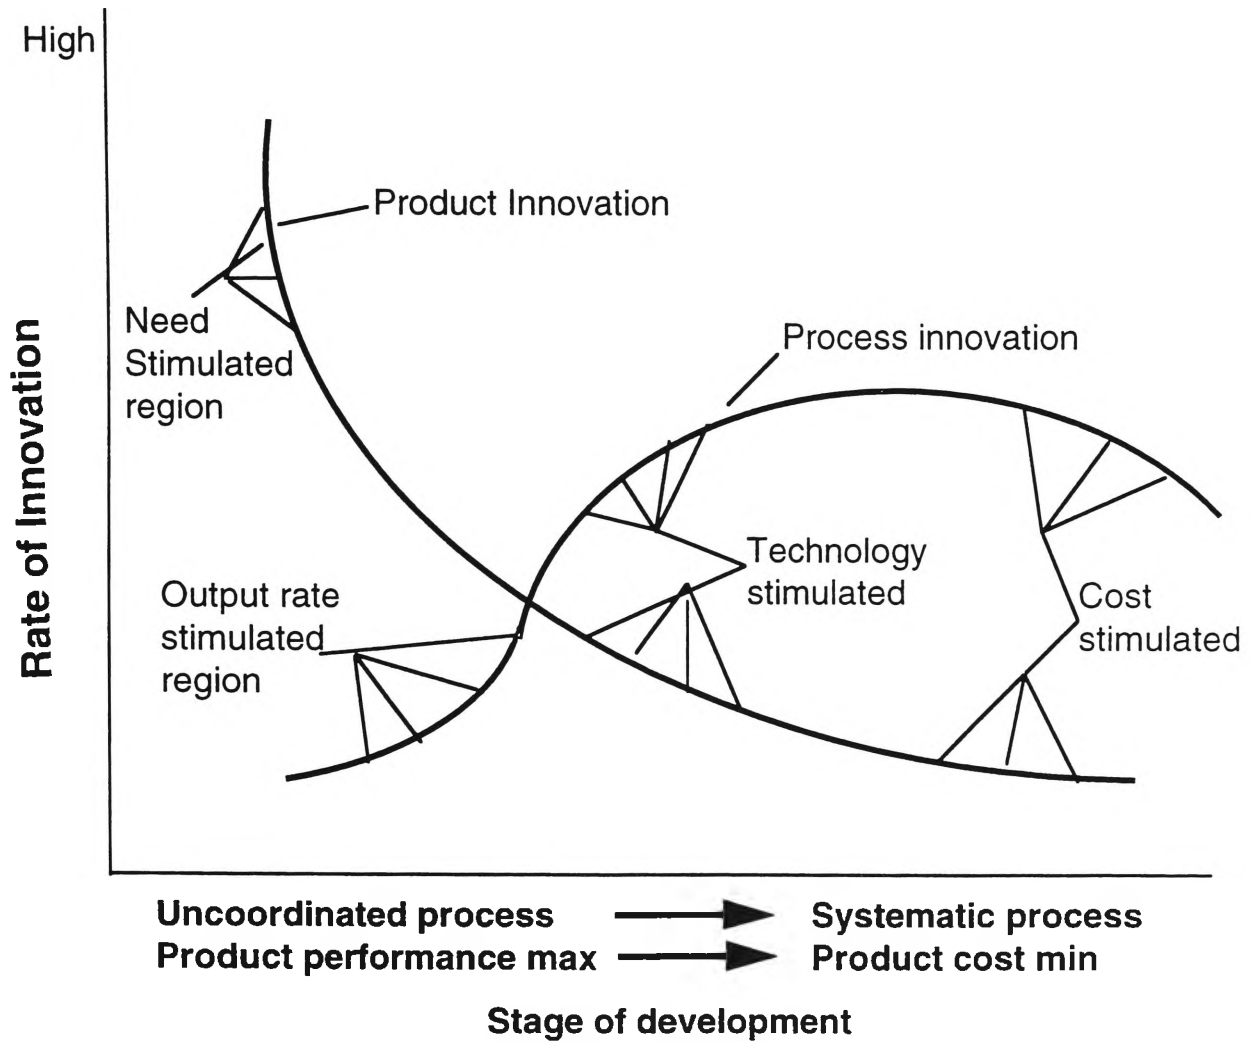 High
Product Innovation
Need
Stimulated
region
Process innovation
Rate of Innovation
Technology
stimulated
Output rate
stimulated
region
Cost
stimulated
Uncoordinated process
Systematic process
Product performance max
Product cost min
Stage of development